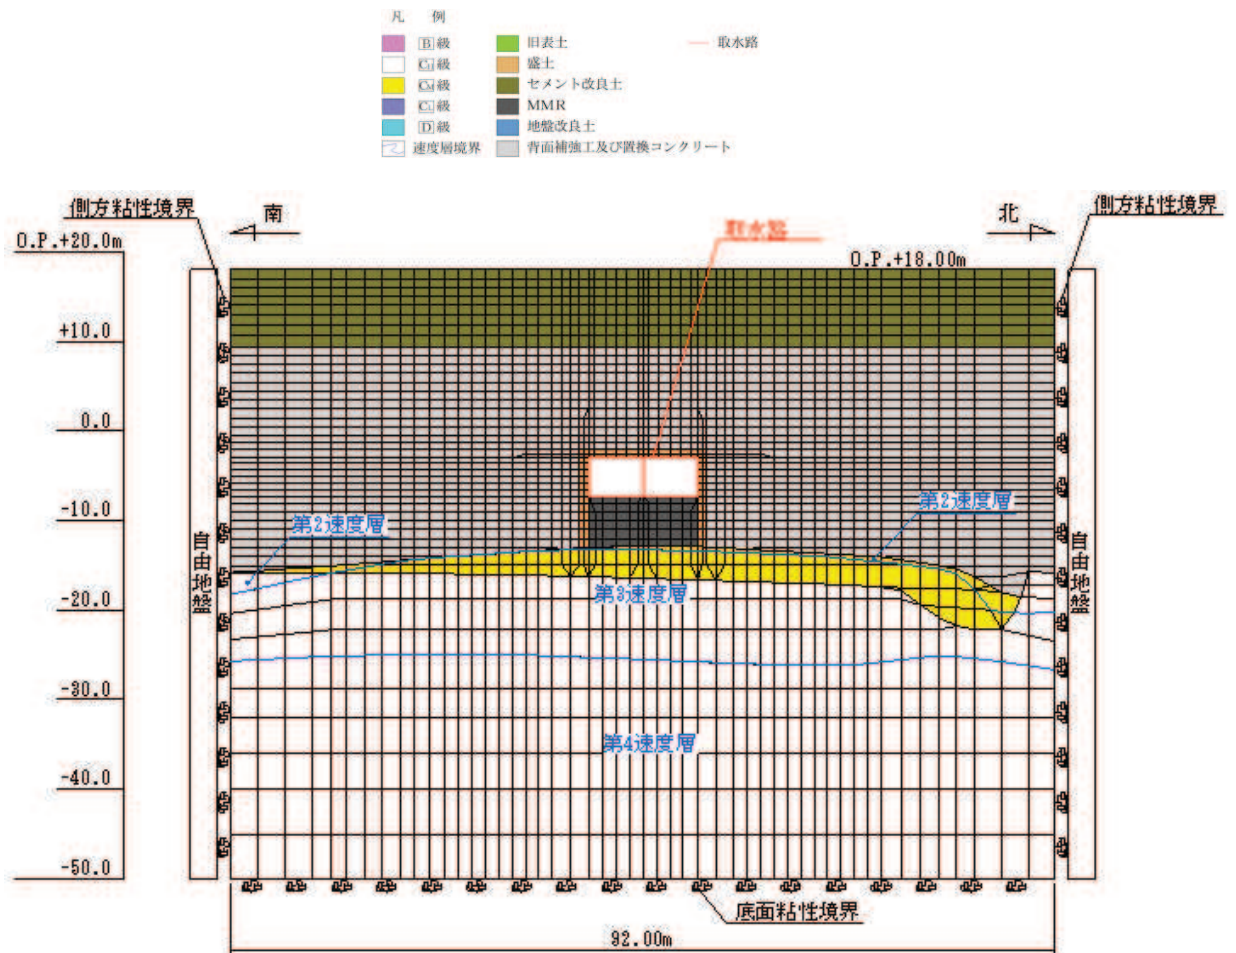 凡 例
B級
CH級
CM級
CL級
D級
速度層境界
旧表土
盛土
セメント改良土
MMR
地盤改良土
背面補強工及び置換コンクリート
取水路
側方粘性境界
南
北
側方粘性境界
取水路
O.P.+20.0m
O.P.+18.00m
+10.0
0.0
-10.0
-20.0
-30.0
-40.0
-50.0
自由地盤
自由地盤
第2速度層
第2速度層
第3速度層
第4速度層
底面粘性境界
92.00m